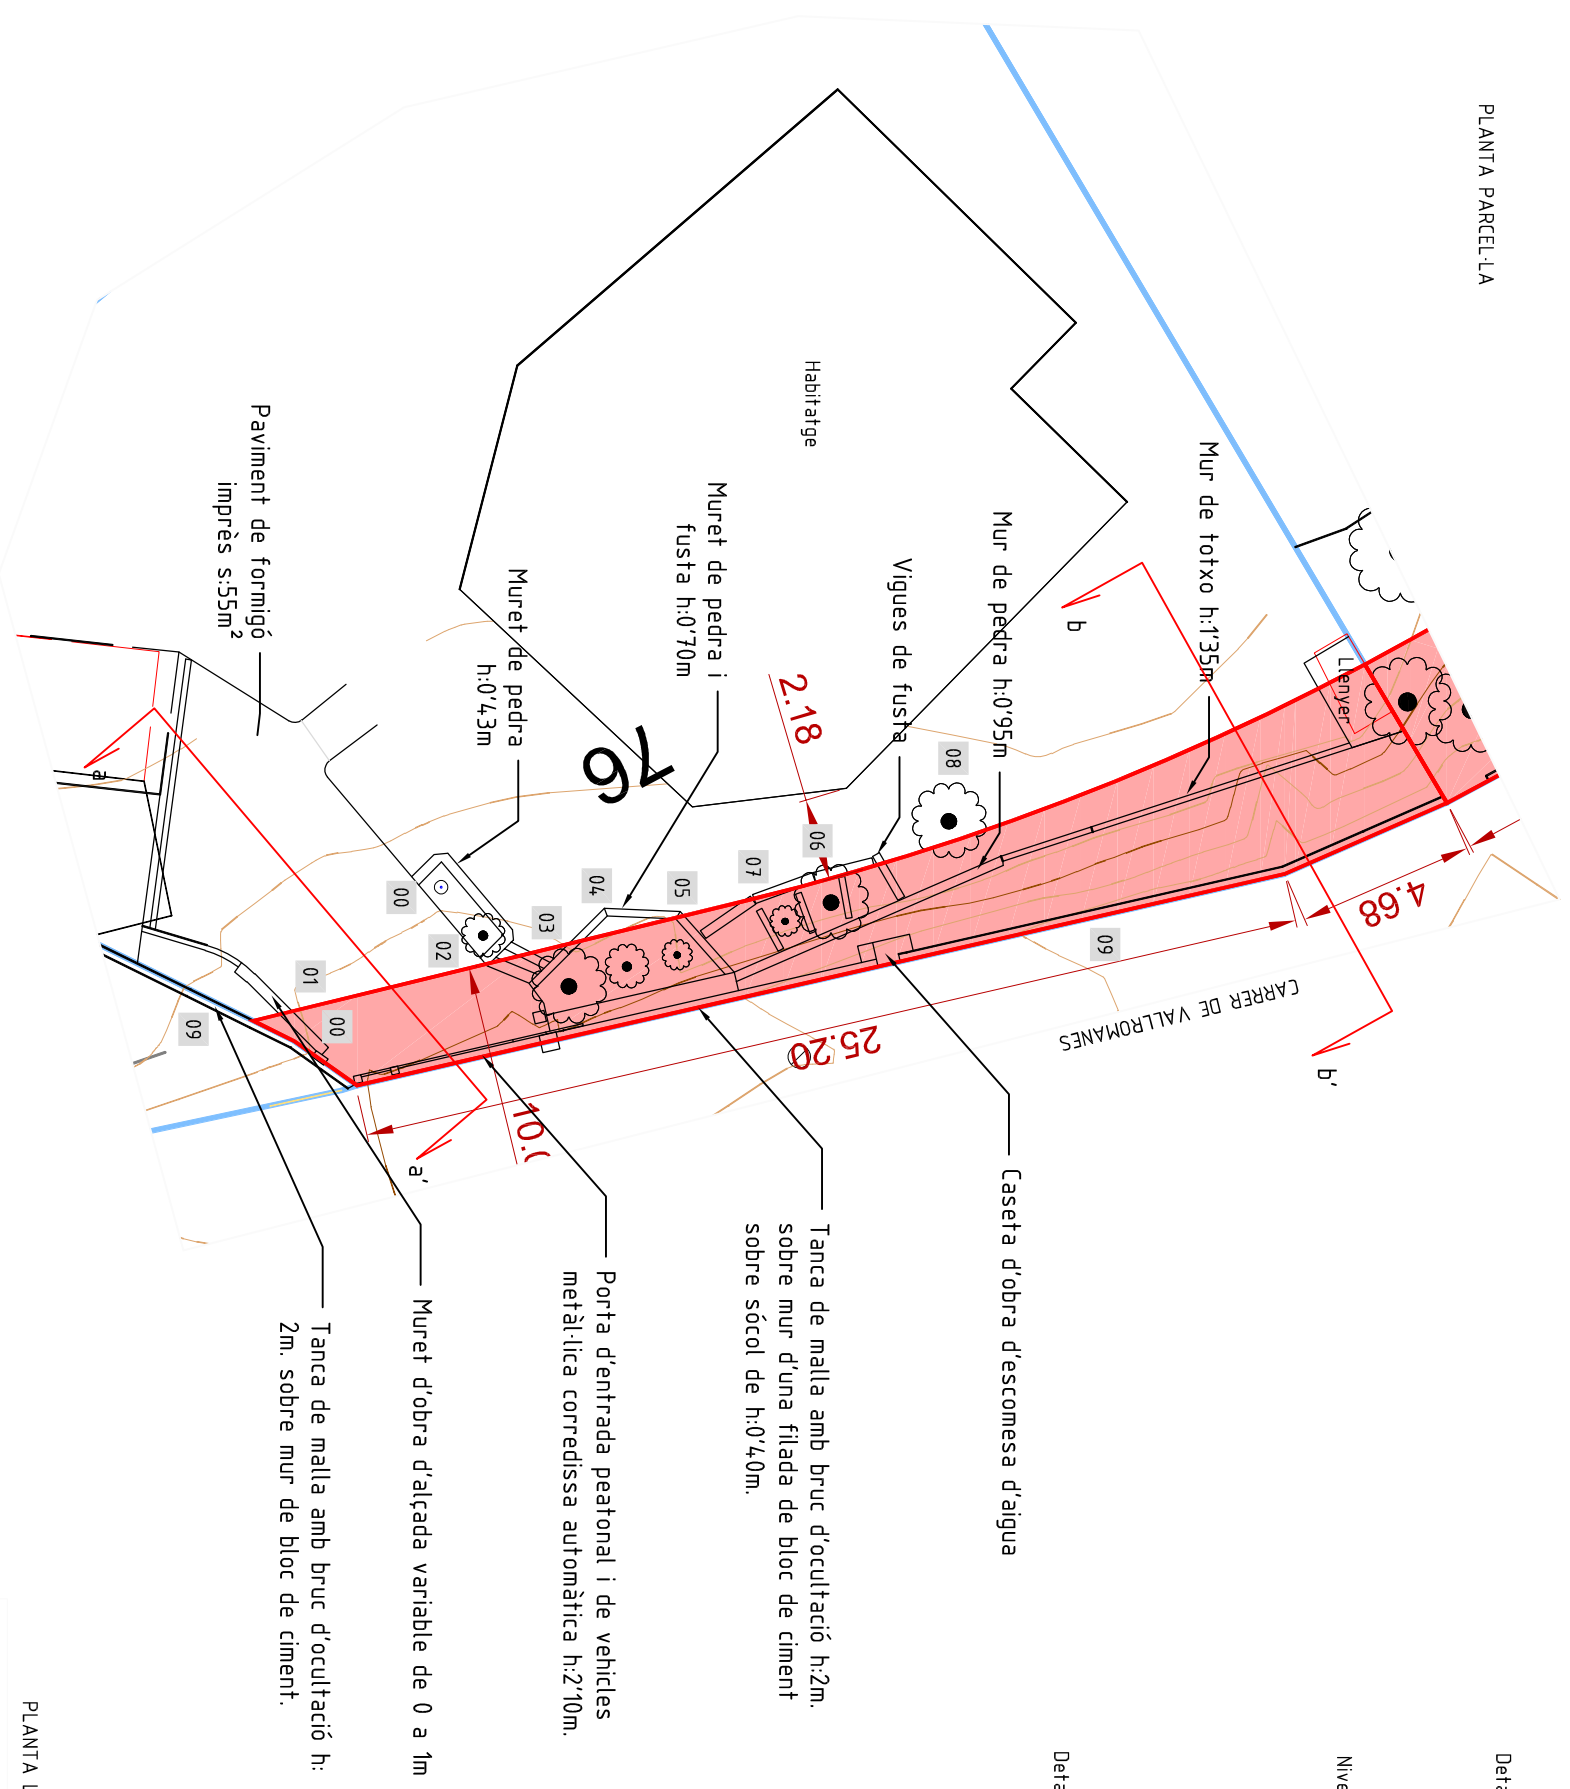 PLANTA PARCEL·LA
Habitatge
Mur de totxo h:1'35m
Mur de pedra h:0'95m
Vigues de fusta
Muret de pedra i
fusta h:0'70m
Muret de pedra
h:0'43m
Paviment de formigó
imprès s:55m²
Llenyer
b
b'
a
a'
76
2.18
4.68
25.20
08
06
07
05
04
03
00
02
01
00
09
09
CARRER DE VALLROMANES
Caseta d'obra d'escomesa d'aigua
Tanca de malla amb bruc d'ocultació h:2m.
sobre mur d'una filada de bloc de ciment
sobre sócol de h:0'40m.
Porta d'entrada peatonal i de vehicles
metàl·lica corredissa automàtica h:2'10m.
Muret d'obra d'alçada variable de 0 a 1m
Tanca de malla amb bruc d'ocultació h:
2m. sobre mur de bloc de ciment.
PLANTA